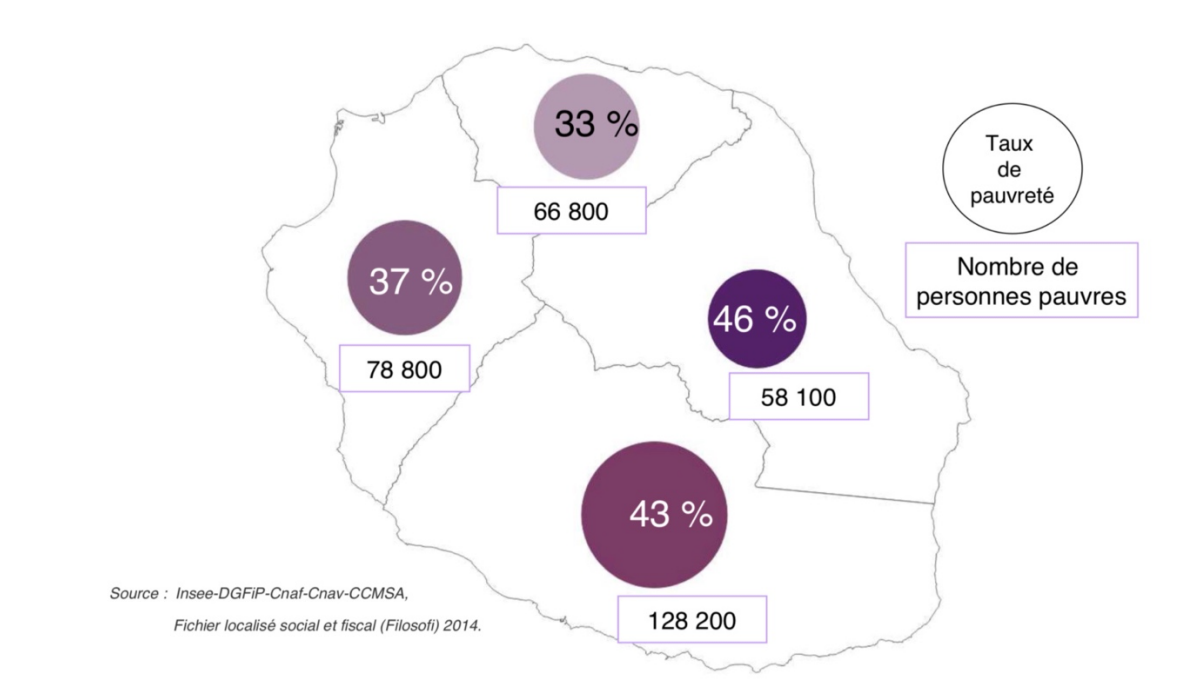 33 %
66 800
Taux
de
pauvreté
37 %
78 800
46 %
58 100
Nombre de
personnes pauvres
43 %
128 200
Source : Insee-DGFiP-Cnaf-Cnav-CCMSA,
Fichier localisé social et fiscal (Filosofi) 2014.